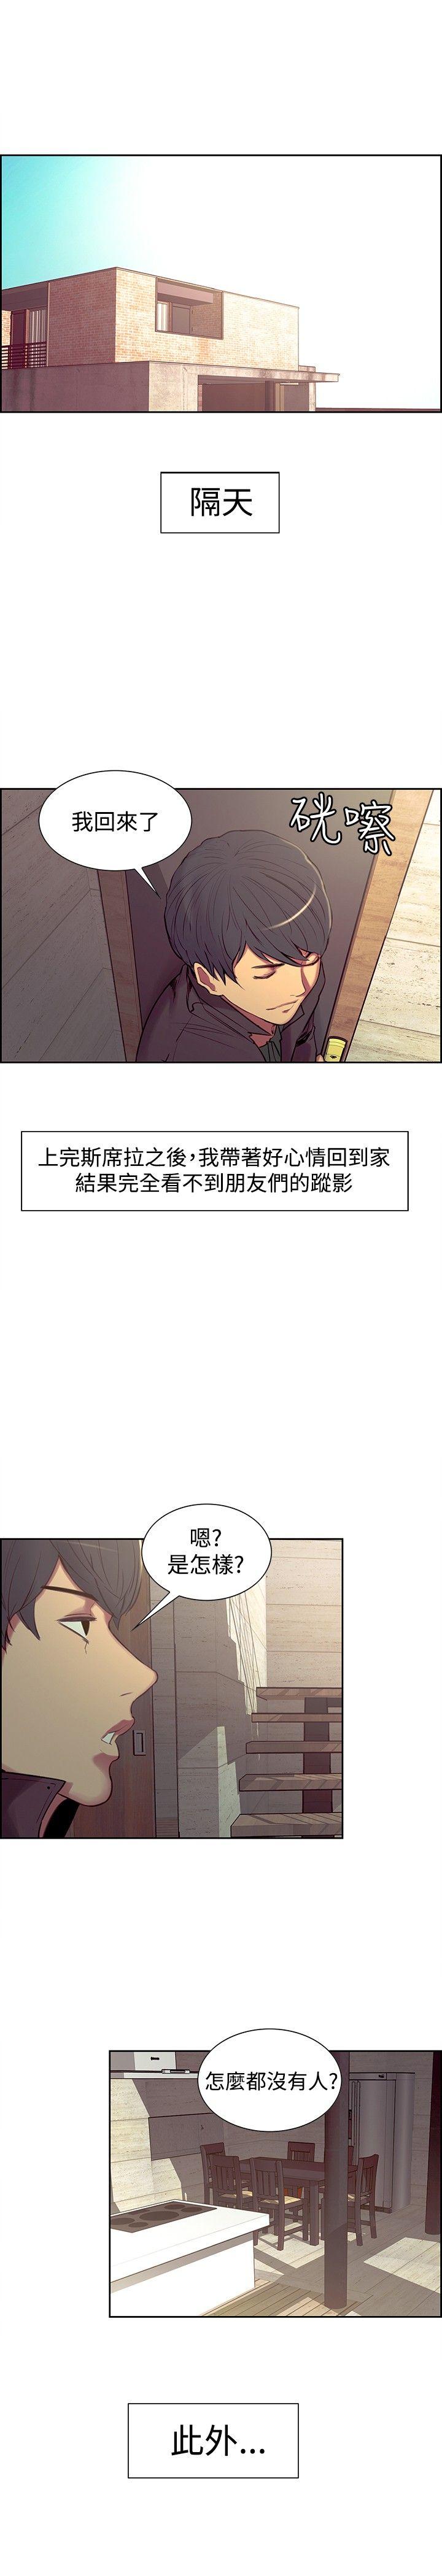 隔天
我回來了
硄嚓
上完斯席拉之後，我帶著好心情回到家
結果完全看不到朋友們的蹤影
嗯?
是怎樣?
怎麼都沒有人?
此外...